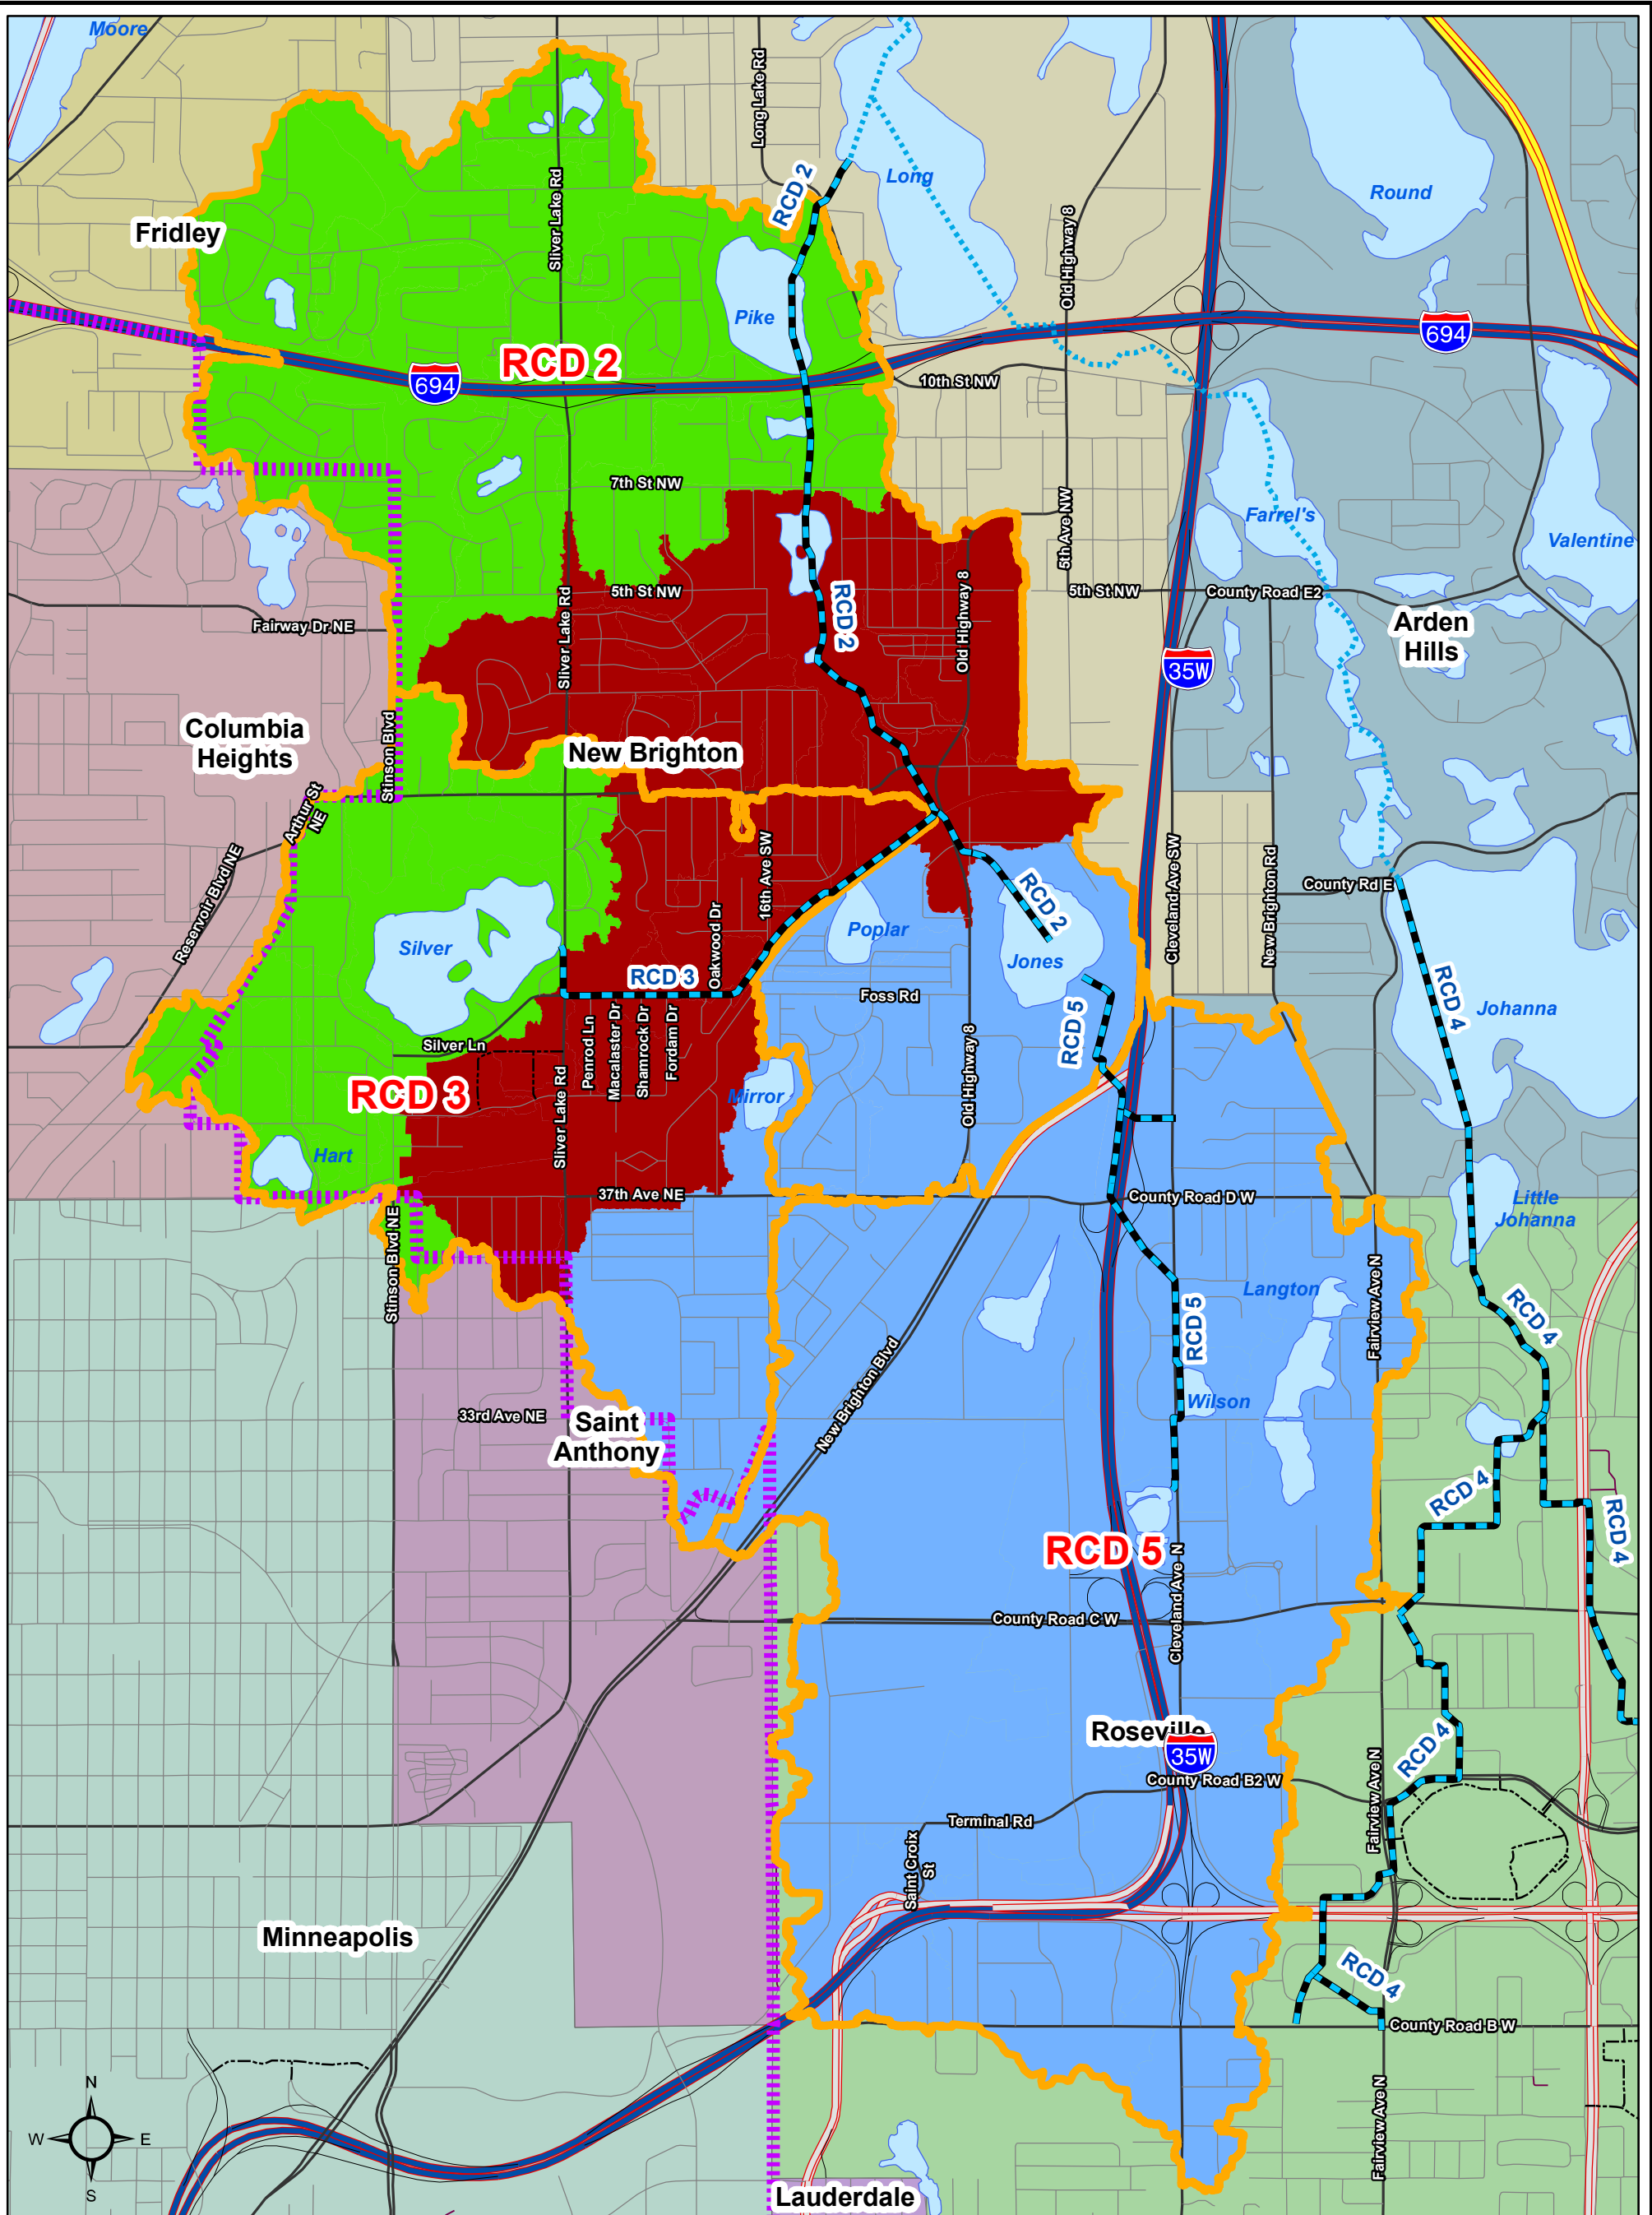 Moore
Long Lake Rd
Sliver Lake Rd
RCD 2
Long
Round
Old Highway 8
Fridley
Pike
694
RCD 2
694
10th St NW
7th St NW
5th Ave NW
Farrel's
Valentine
Fairway Dr NE
Sliver Lake Rd
5th St NW
RCD 2
Old Highway 8
5th St NW
County Road E2
Arden
Hills
35W
Columbia
Heights
Stinson Blvd
New Brighton
Arthur St
NE
Reservoir Blvd NE
16th Ave SW
Cleveland Ave SW
New Brighton Rd
County Rd E
RCD 2
Oakwood Dr
Poplar
Silver
Jones
RCD 3
Foss Rd
RCD 4
Johanna
RCD 5
Silver Ln
Penrod Ln
Macalaster Dr
Shamrock Dr
Fordam Dr
RCD 3
Sliver Lake Rd
Mirror
Old Highway 8
Hart
37th Ave NE
County Road D W
Little
Johanna
Stinson Blvd NE
Langton
Fairview Ave N
RCD 5
RCD 4
New Brighton Blvd
Wilson
33rd Ave NE
Saint
Anthony
RCD 4
RCD 4
RCD 5
Cleveland Ave N
County Road C W
Roseville
35W
RCD 4
County Road B2 W
Fairview Ave N
Terminal Rd
Saint Croix
St
Minneapolis
RCD 4
County Road B W
N
W
E
S
Fairview Ave N
Lauderdale